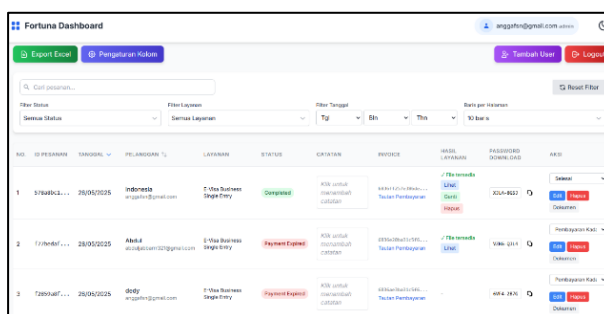 Fortuna Dashboard
anggafon@gmail.com admin
Export Excel
Pengaturan Kolom
Tambah User
Logout
Cari pesanan...
Reset Filter
Filter Status
Filter Layanan
Filter Tanggal
Baris per Halaman
Semua Status
Semua Layanan
Tgl
Bln
Thn
10 baris
NO.
ID PESANAN
TANGGAL
PELANGGAN
LAYANAN
STATUS
CATATAN
INVOICE
HASIL LAYANAN
PASSWORD DOWNLOAD
AKSI
1
28/05/2025
Indonesia
anggafon@gmail.com
E-Visa Business
Single Entry
Completed
Klik untuk
menambah
catatan
Tautan Pembayaran
File tersedia
Lihat
Ganti
Hapus
Selesai
Edit
Hapus
Dokumen
2
28/05/2025
Abdul
E-Visa Business
Single Entry
Payment Expired
Klik untuk
menambah
catatan
Tautan Pembayaran
File tersedia
Lihat
Edit
Hapus
Dokumen
3
28/05/2025
dedy
anggafon@gmail.com
E-Visa Business
Single Entry
Payment Expired
Klik untuk
menambah
catatan
Tautan Pembayaran
-
Edit
Hapus
Dokumen